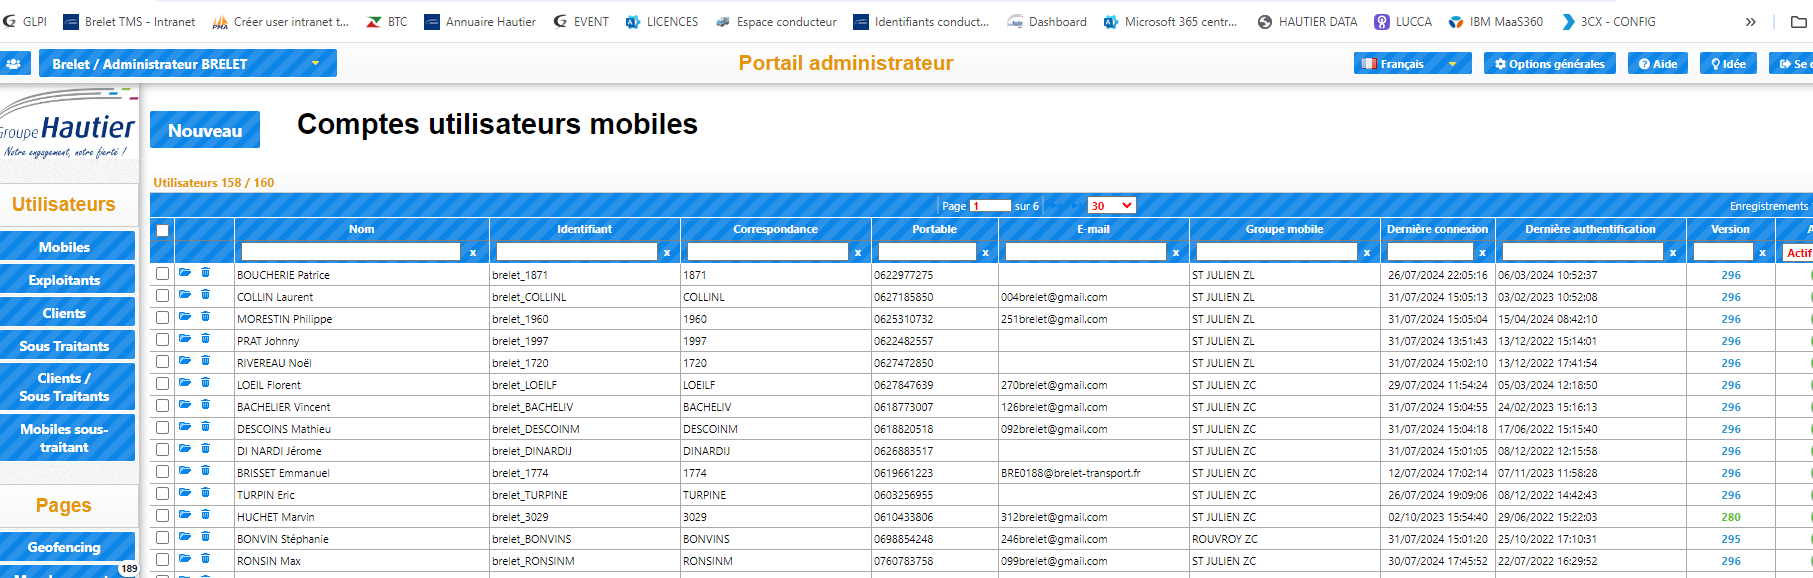 GLPI Brelet TMS - Intranet Créer user intranet t... BTC Annuaire Hautier EVENT LICENCES Espace conducteur Identifiants conduct... Dashboard Microsoft 365 centr... HAUTIER DATA LUCCA IBM MaaS360 3CX - CONFIG »
Brelet / Administrateur BRELET Portail administrateur Français Options générales Aide Idée Se
Groupe Hautier
Notre engagement, notre fierté !
Nouveau Comptes utilisateurs mobiles
Utilisateurs 158 / 160
Utilisateurs
Mobiles
Exploitants
Clients
Sous Traitants
Clients /
Sous Traitants
Mobiles sous-
traitant
Pages
Geofencing
189
Page 1 sur 6 30 Enregistrements
Nom Identifiant Correspondance Portable E-mail Groupe mobile Dernière connexion Dernière authentification Version A
x x x x x x x x x Actif
BOUCHERIE Patrice brelet_1871 1871 0622977275 ST JULIEN ZL 26/07/2024 22:05:16 06/03/2024 10:52:37 296
COLLIN Laurent brelet_COLLINL COLLINL 0627185850 004brelet@gmail.com ST JULIEN ZL 31/07/2024 15:05:13 03/02/2023 10:52:08 296
MORESTIN Philippe brelet_1960 1960 0625310732 251brelet@gmail.com ST JULIEN ZL 31/07/2024 15:05:04 15/04/2024 08:42:10 296
PRAT Johnny brelet_1997 1997 0622482557 ST JULIEN ZL 31/07/2024 13:51:43 13/12/2022 15:14:01 296
RIVEREAU Noël brelet_1720 1720 0627472850 ST JULIEN ZL 31/07/2024 15:02:10 13/12/2022 17:41:54 296
LOEIL Florent brelet_LOEILF LOEILF 0627847639 270brelet@gmail.com ST JULIEN ZC 29/07/2024 11:54:24 05/03/2024 12:18:50 296
BACHELIER Vincent brelet_BACHELIV BACHELIV 0618773007 126brelet@gmail.com ST JULIEN ZC 31/07/2024 15:04:55 24/02/2023 15:16:13 296
DESCOINS Mathieu brelet_DESCOINM DESCOINM 0618820518 092brelet@gmail.com ST JULIEN ZC 31/07/2024 15:04:18 17/06/2022 15:15:40 296
DI NARDI Jérome brelet_DINARDIJ DINARDIJ 0626883517 ST JULIEN ZC 31/07/2024 15:01:05 08/12/2022 12:15:58 296
BRISSET Emmanuel brelet_1774 1774 0619661223 BRE0188@brelet-transport.fr ST JULIEN ZC 12/07/2024 17:02:14 07/11/2023 11:58:28 296
TURPIN Eric brelet_TURPINE TURPINE 0603256955 ST JULIEN ZC 26/07/2024 19:09:06 08/12/2022 14:42:43 296
HUCHET Marvin brelet_3029 3029 0610433806 312brelet@gmail.com ST JULIEN ZC 02/10/2023 15:54:40 29/06/2022 15:22:03 280
BONVIN Stéphanie brelet_BONVINS BONVINS 0698854248 246brelet@gmail.com ROUVROY ZC 31/07/2024 15:01:20 25/10/2022 17:10:31 295
RONSIN Max brelet_RONSINM RONSINM 0760783758 099brelet@gmail.com ST JULIEN ZC 30/07/2024 17:45:52 22/07/2022 16:29:52 296